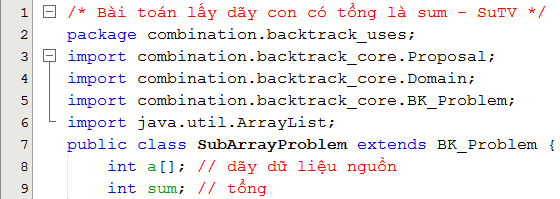 1 /* Bài toán lấy dãy con có tổng là sum - SuTV */
2 package combination.backtrack_uses;
3 import combination.backtrack_core.Proposal;
4 import combination.backtrack_core.Domain;
5 import combination.backtrack_core.BK_Problem;
6 import java.util.ArrayList;
7 public class SubArrayProblem extends BK_Problem {
8 int a[]; // dãy dữ liệu nguồn
9 int sum; // tổng